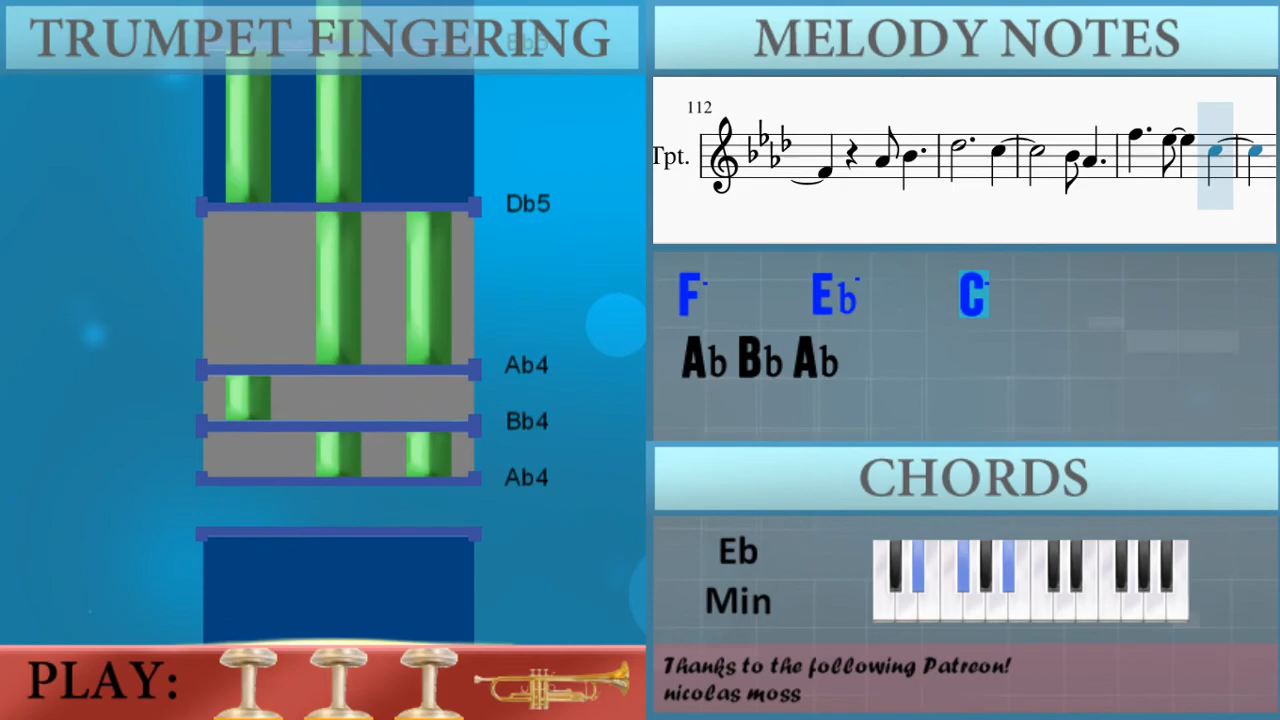 TRUMPET FINGERING
MELODY NOTES
112
Tpt.
Db5
Ab4
Bb4
Ab4
F-
Eb-
C-
Ab Bb Ab
CHORDS
Eb
Min
PLAY:
Thanks to the following Patreon!
nicolas moss